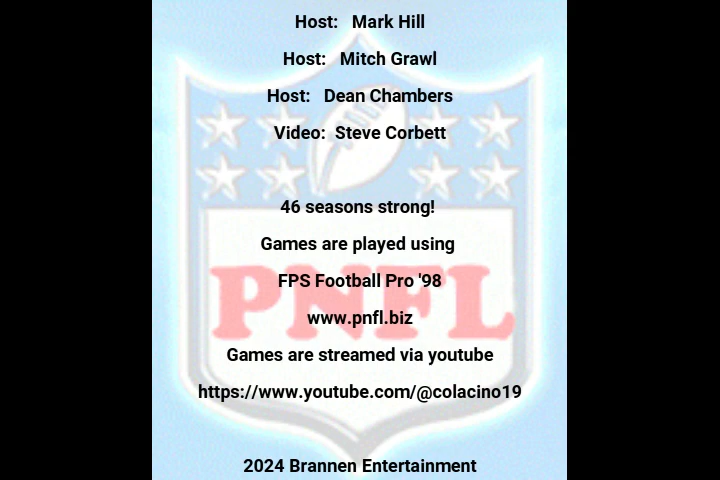 Host: Mark Hill
Host: Mitch Grawl
Host: Dean Chambers
Video: Steve Corbett
46 seasons strong!
Games are played using
FPS Football Pro '98
PNFL
www.pnfl.biz
Games are streamed via youtube
https://www.youtube.com/@colacino19
2024 Brannen Entertainment